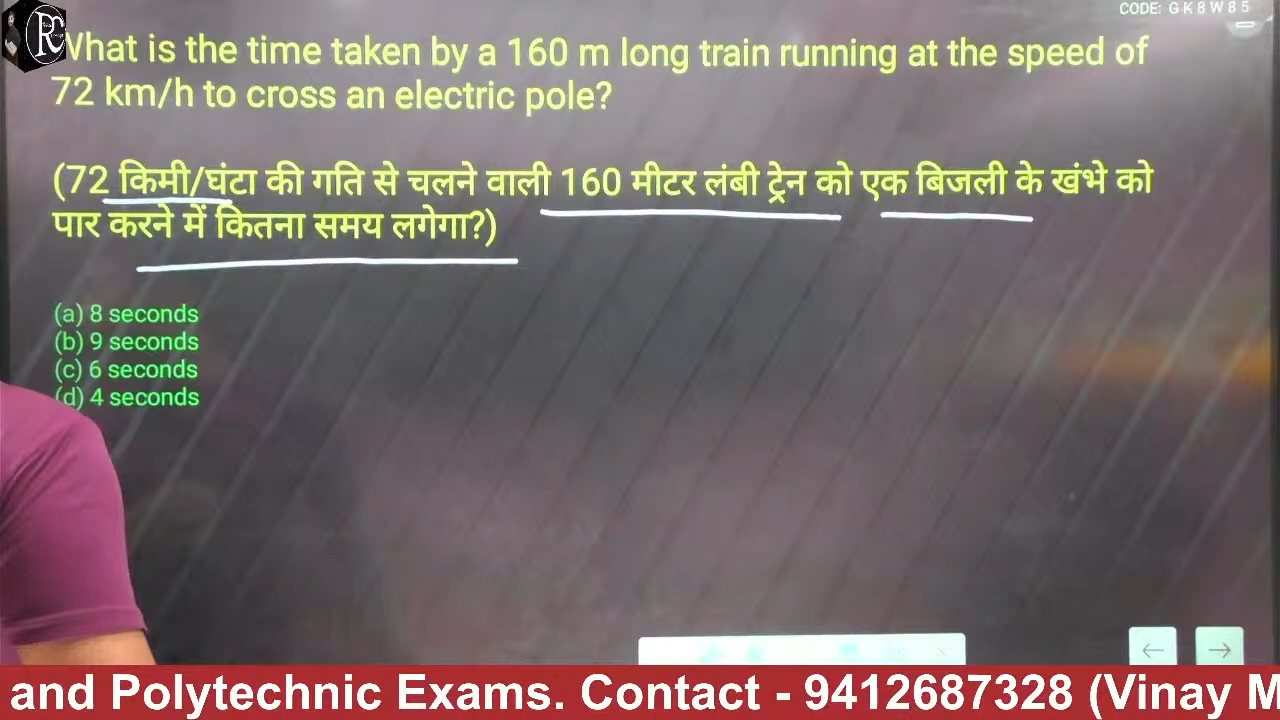 CODE: GK8W85
What is the time taken by a 160 m long train running at the speed of
72 km/h to cross an electric pole?
(72 किमी/घंटा की गति से चलने वाली 160 मीटर लंबी ट्रेन को एक बिजली के खंभे को
पार करने में कितना समय लगेगा?)
(a) 8 seconds
(b) 9 seconds
(c) 6 seconds
(d) 4 seconds
and Polytechnic Exams. Contact - 9412687328 (Vinay M